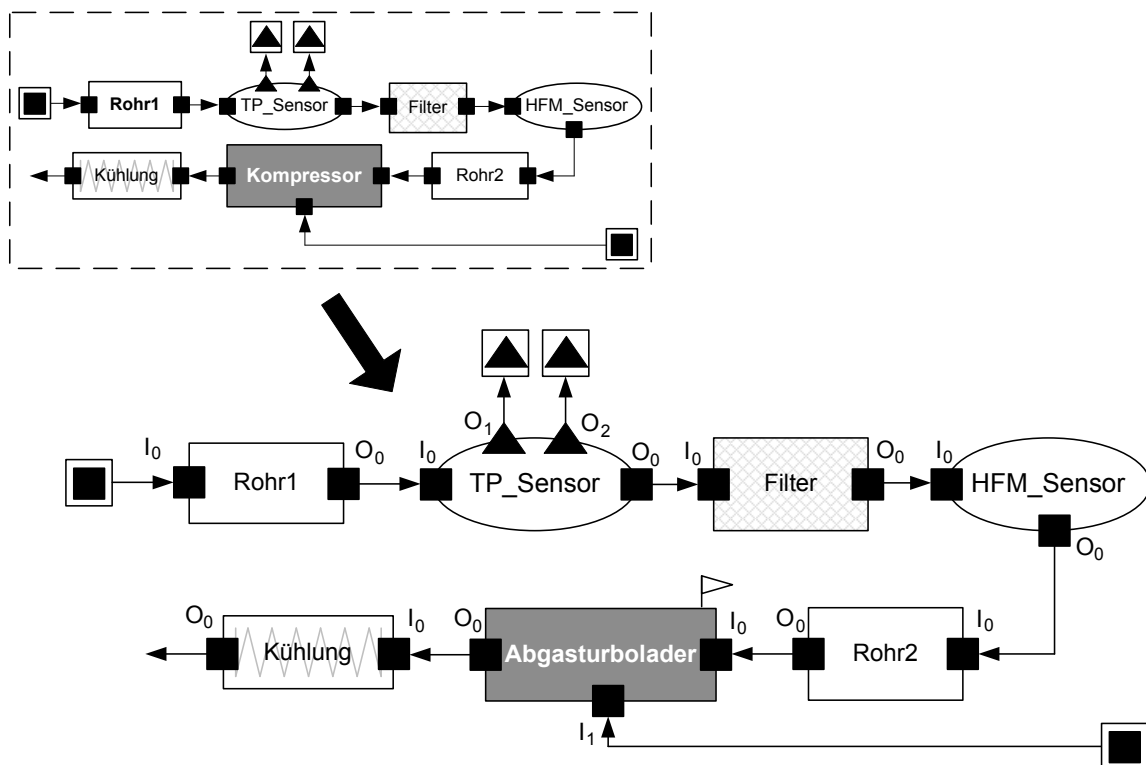 Rohr1 TP_Sensor Filter HFM_Sensor
Kühlung Kompressor Rohr2
O₁ O₂
I₀ O₀ I₀ O₀ I₀ O₀ I₀
Rohr1 TP_Sensor Filter HFM_Sensor
O₀
O₀ I₀ O₀ I₀ O₀ I₀
Kühlung Abgasturbolader Rohr2
I₁